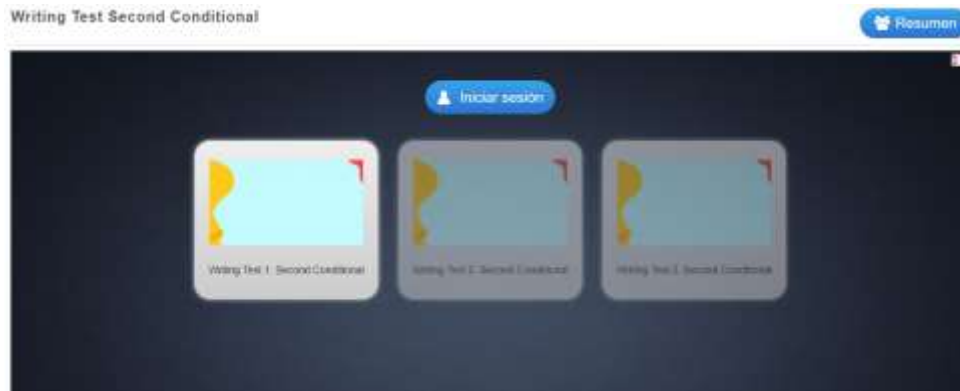 Writing Test Second Conditional
Resumen
Iniciar sesión
Writing Test 1. Second Conditional
Writing Test 2. Second Conditional
Writing Test 3. Second Conditional